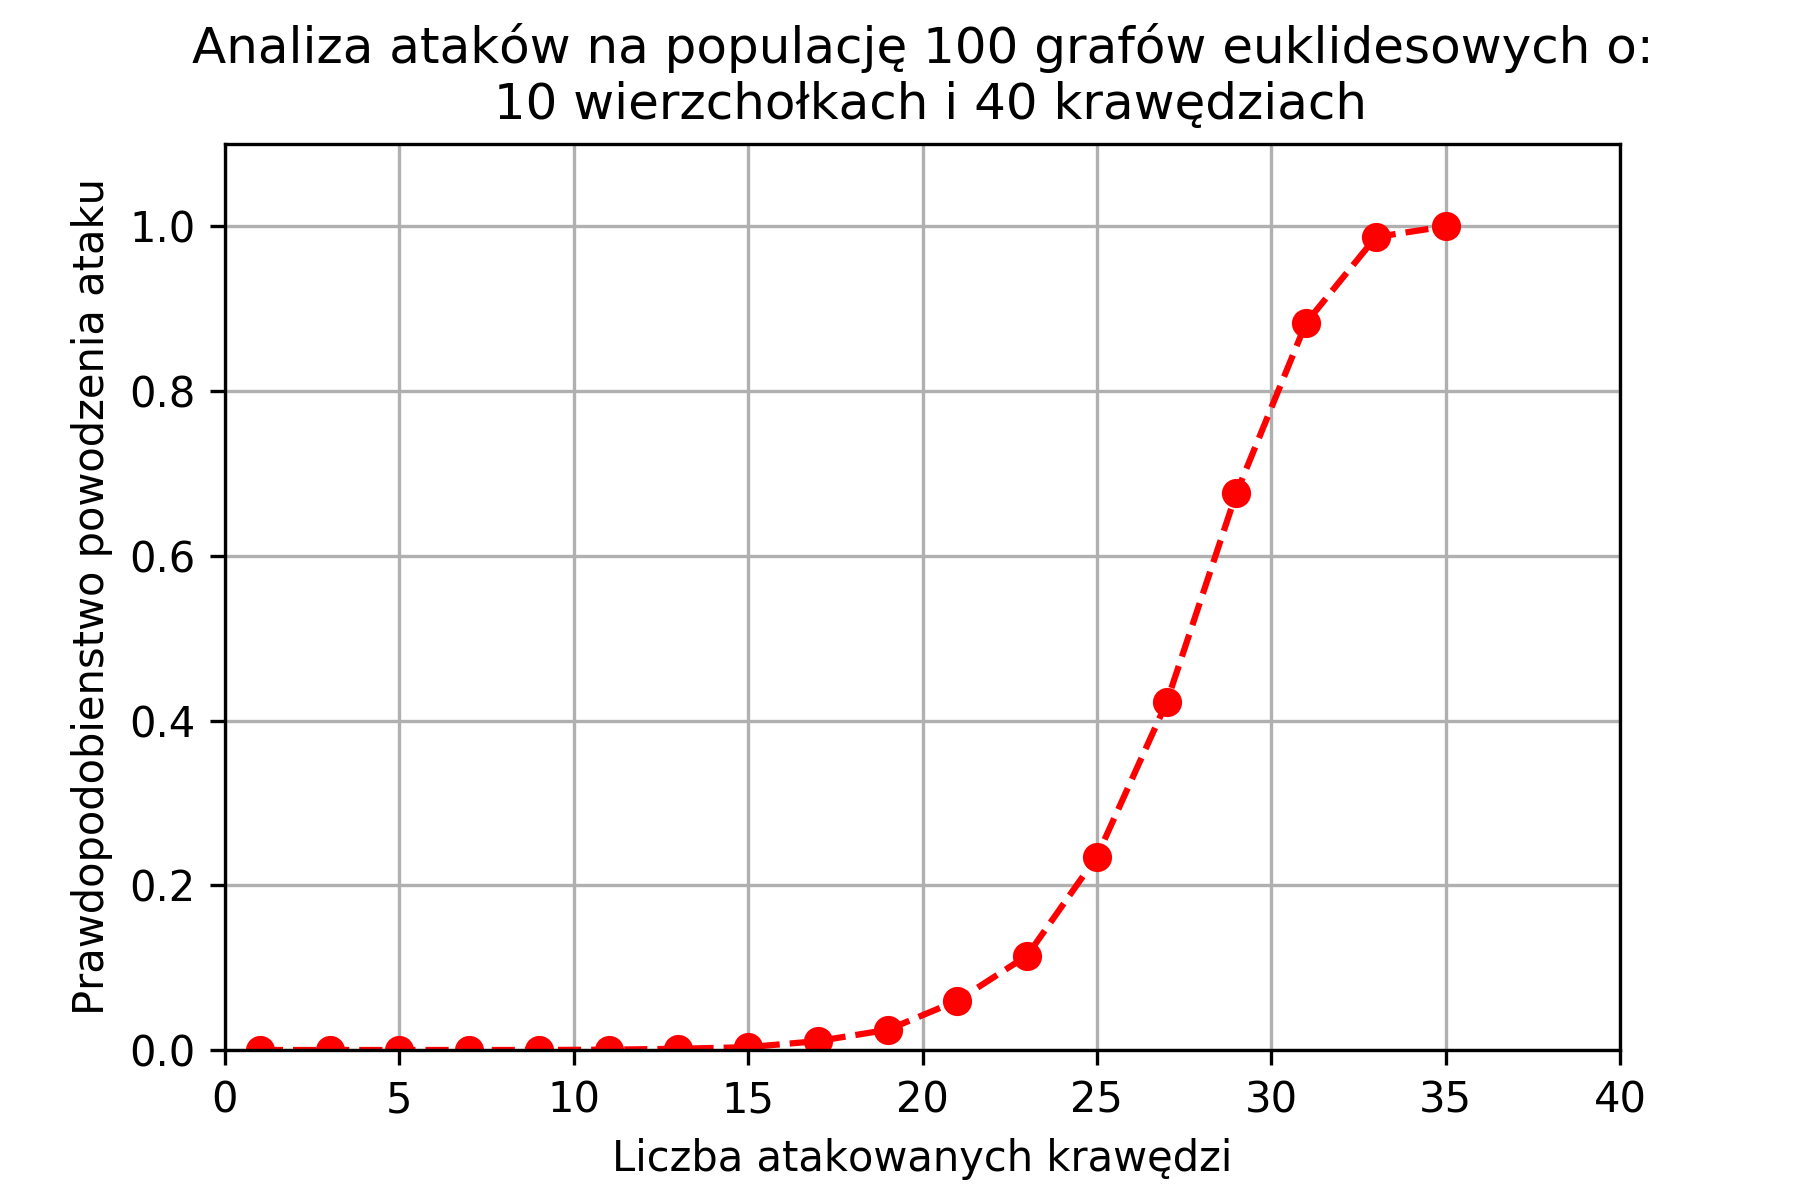 Analiza ataków na populację 100 grafów euklidesowych o:
10 wierzchołkach i 40 krawędziach
Prawdopodobienstwo powodzenia ataku
1.0
0.8
0.6
0.4
0.2
0.0
0 5 10 15 20 25 30 35 40
Liczba atakowanych krawędzi